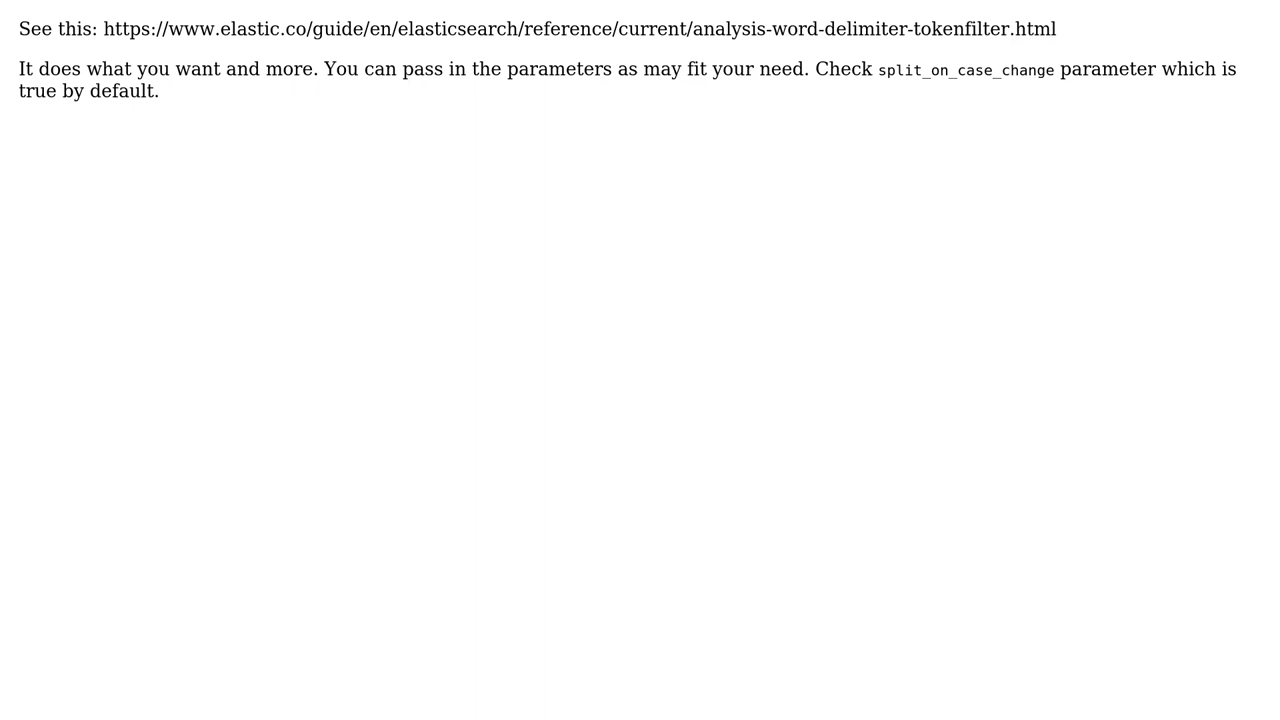 See this: https://www.elastic.co/guide/en/elasticsearch/reference/current/analysis-word-delimiter-tokenfilter.html
It does what you want and more. You can pass in the parameters as may fit your need. Check split_on_case_change parameter which is
true by default.